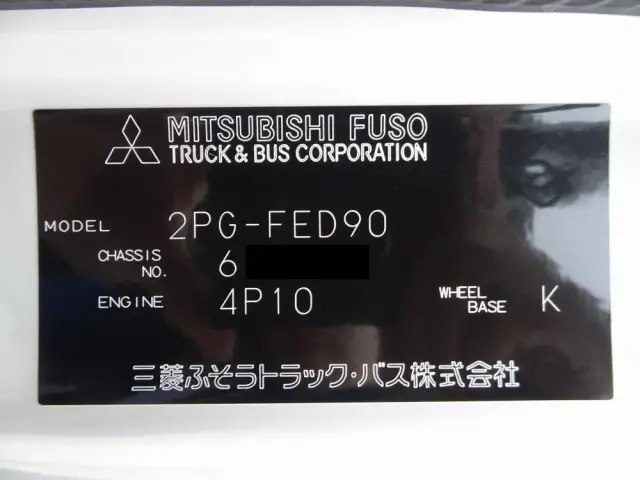 MITSUBISHI FUSO
TRUCK & BUS CORPORATION
MODEL 2PG-FED90
CHASSIS NO. 6
ENGINE 4P10 WHEEL BASE K
三菱ふそうトラック・バス株式会社